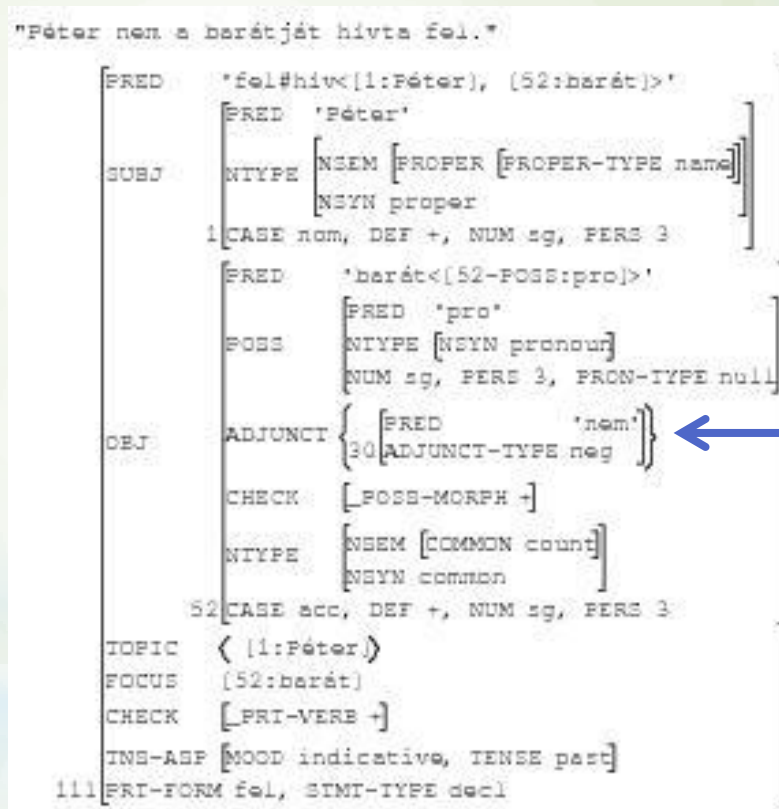 "Péter nem a barátját hívta fel."
PRED 'fel#hív<[1:Péter], [52:barát]>'
PRED 'Péter'
SUBJ NTYPE NSEM [PROPER [PROPER-TYPE name]]
NSYN proper
1 CASE nom, DEF +, NUM sg, PERS 3
PRED 'barát<[52-POSS:pro]>'
PRED 'pro'
POSS NTYPE [NSYN pronoun]
NUM sg, PERS 3, PRON-TYPE null
OBJ ADJUNCT { PRED 'nem'
30 ADJUNCT-TYPE neg }
CHECK [_POSS-MORPH +]
NTYPE NSEM [COMMON count]
NSYN common
52 CASE acc, DEF +, NUM sg, PERS 3
TOPIC { [1:Péter] }
FOCUS [52:barát]
CHECK [_PRT-VERB +]
TNS-ASP [MOOD indicative, TENSE past]
111 PRT-FORM fel, STMT-TYPE decl